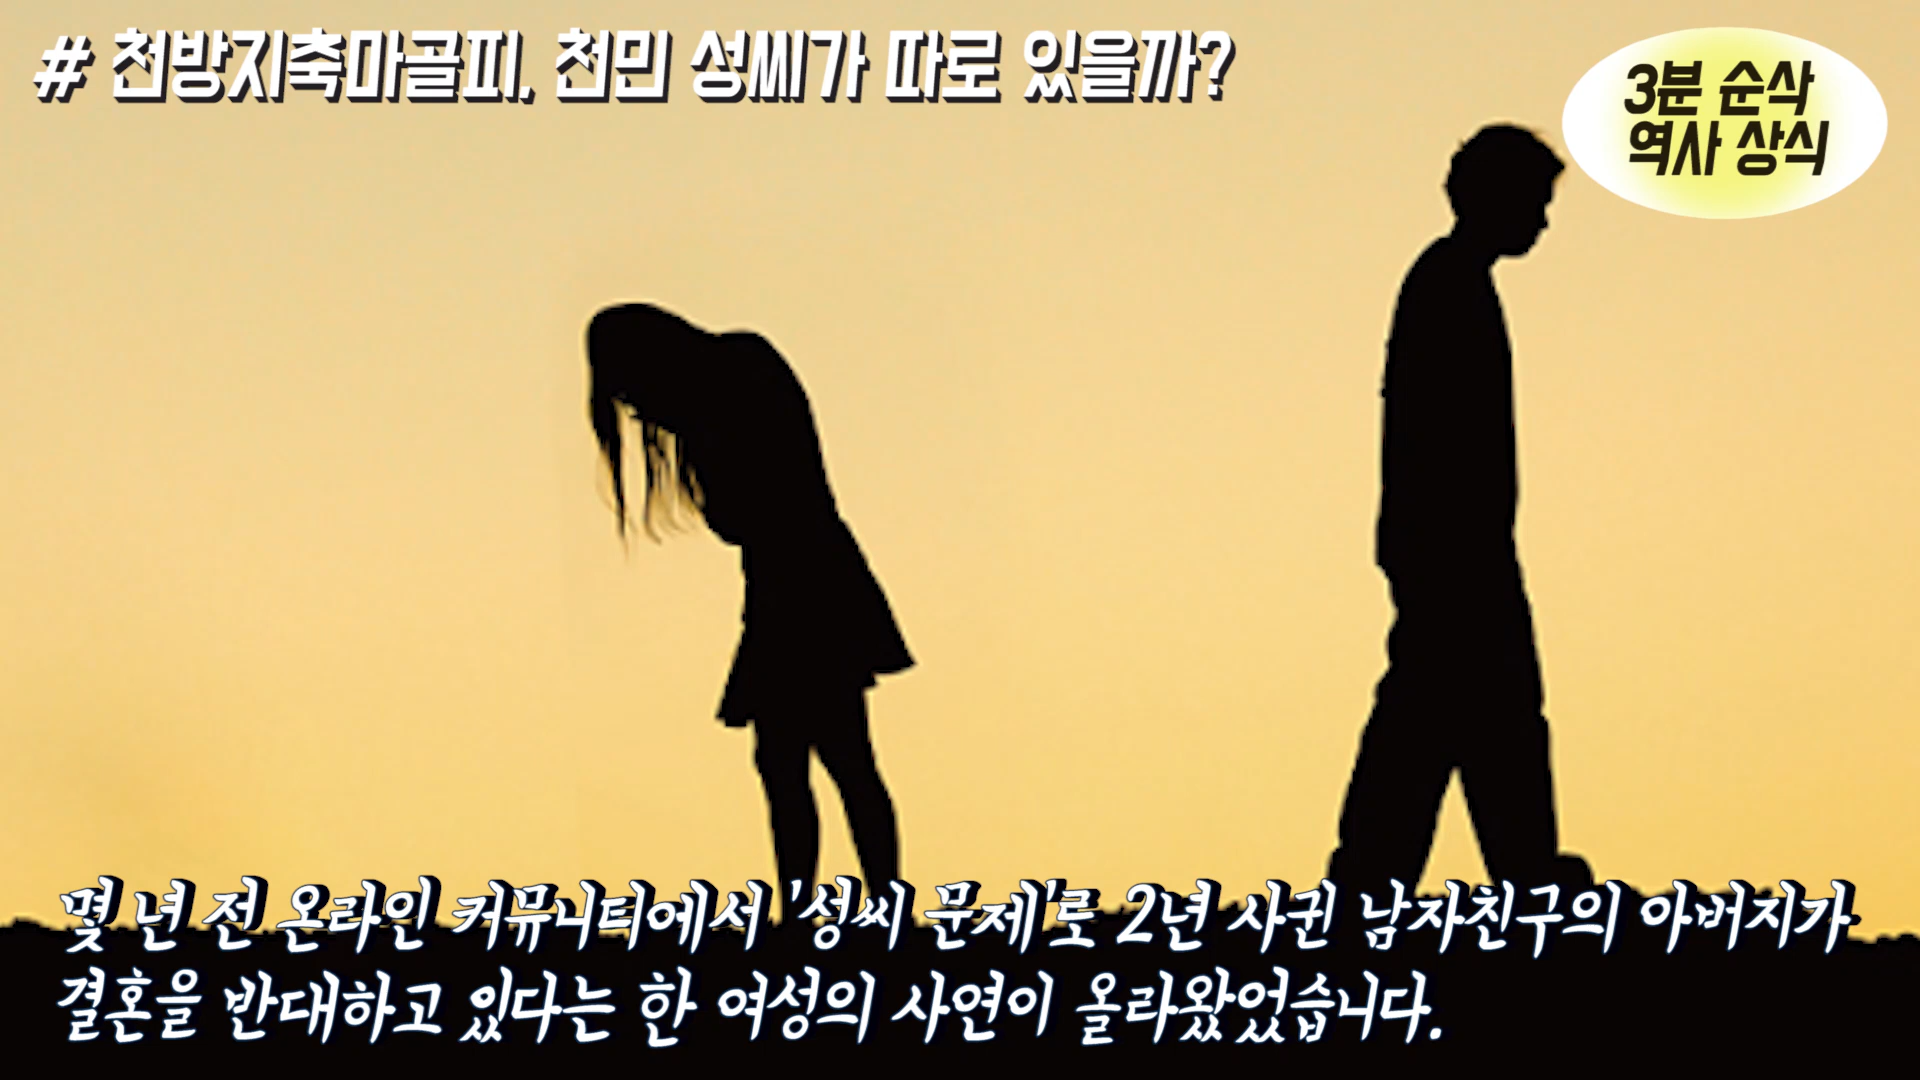 # 천방지축마골피, 천민 성씨가 따로 있을까?
3분 순삭
역사 상식
몇 년 전 온라인 커뮤니티에서 '성씨 문제'로 2년 사귄 남자친구의 아버지가
결혼을 반대하고 있다는 한 여성의 사연이 올라왔었습니다.